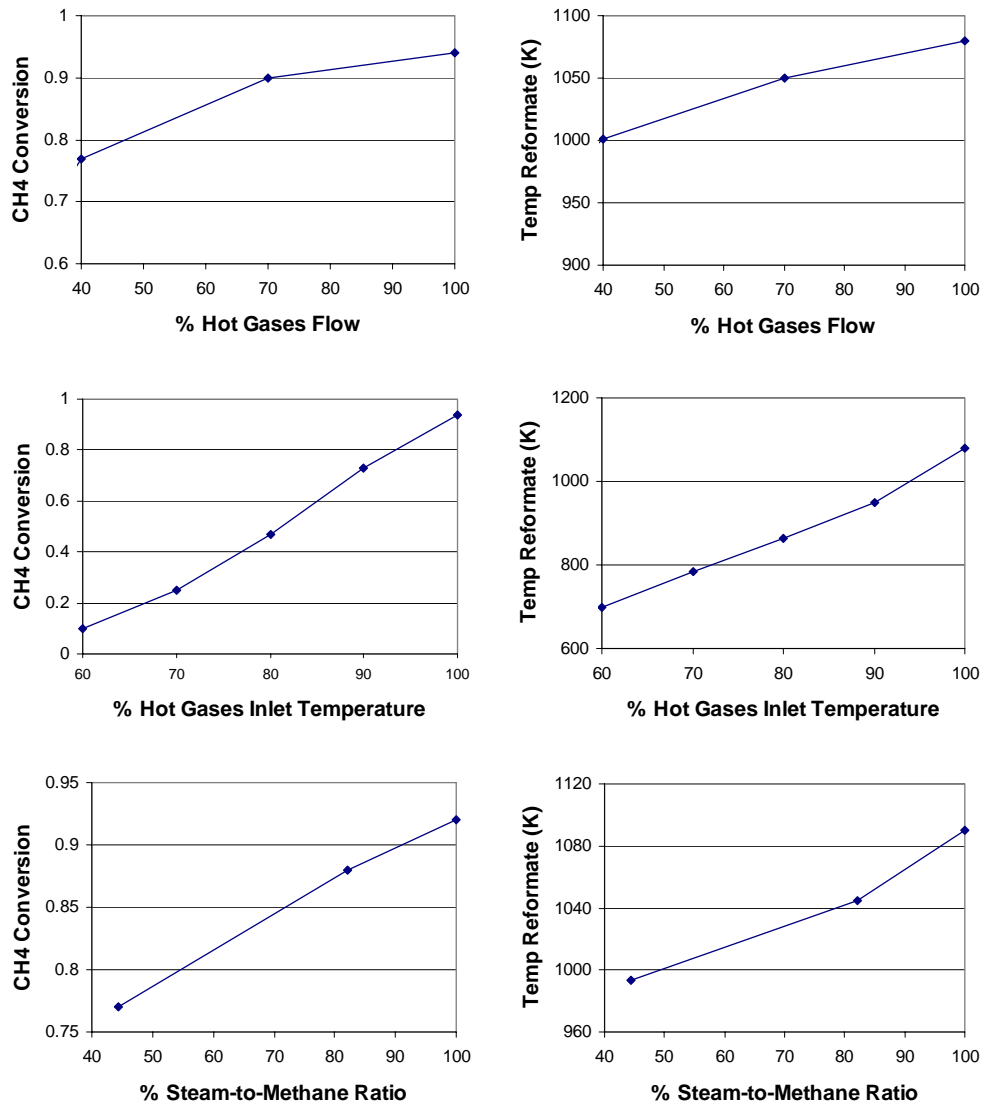 CH4 Conversion
1
0.9
0.8
0.7
0.6
40 50 60 70 80 90 100
% Hot Gases Flow
Temp Reformate (K)
1100
1050
1000
950
900
40 50 60 70 80 90 100
% Hot Gases Flow
CH4 Conversion
1
0.8
0.6
0.4
0.2
0
60 70 80 90 100
% Hot Gases Inlet Temperature
Temp Reformate (K)
1200
1000
800
600
60 70 80 90 100
% Hot Gases Inlet Temperature
CH4 Conversion
0.95
0.9
0.85
0.8
0.75
40 50 60 70 80 90 100
% Steam-to-Methane Ratio
Temp Reformate (K)
1120
1080
1040
1000
960
40 50 60 70 80 90 100
% Steam-to-Methane Ratio